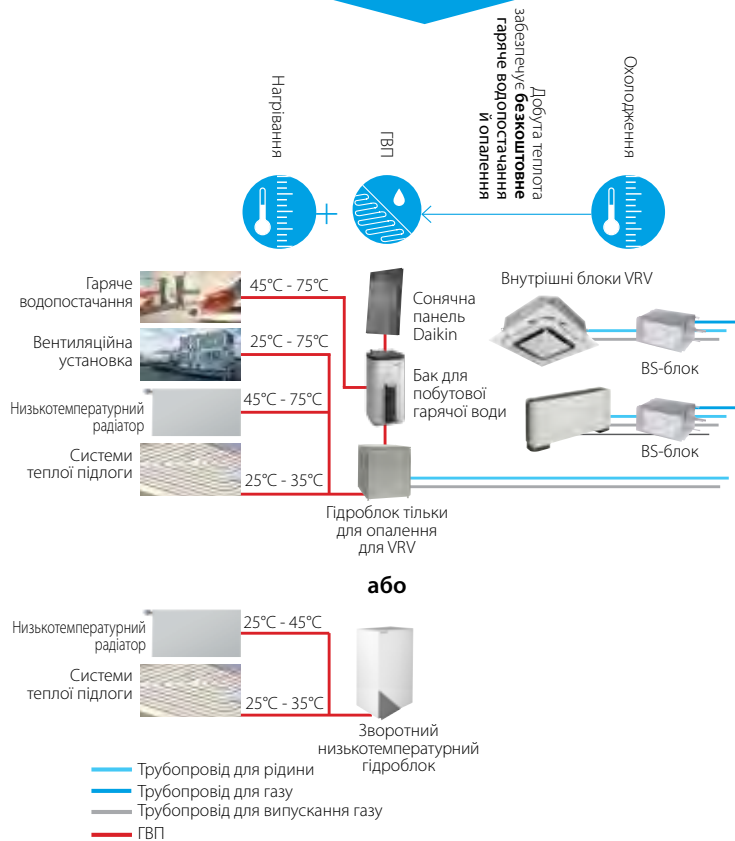 Нагрівання
ГВП
Добута теплота
забезпечує безкоштовне
гаряче водопостачання
й опалення
Охолодження
Гаряче
водопостачання
45°C - 75°C
Вентиляційна
установка
25°C - 75°C
Низькотемпературний
радіатор
45°C - 75°C
Системи
теплої підлоги
25°C - 35°C
Сонячна
панель
Daikin
Бак для
побутової
гарячої води
Гідроблок тільки
для опалення
для VRV
Внутрішні блоки VRV
BS-блок
BS-блок
або
Низькотемпературний
радіатор
25°C - 45°C
Системи
теплої підлоги
25°C - 35°C
Зворотний
низькотемпературний
гідроблок
Трубопровід для рідини
Трубопровід для газу
Трубопровід для випускання газу
ГВП